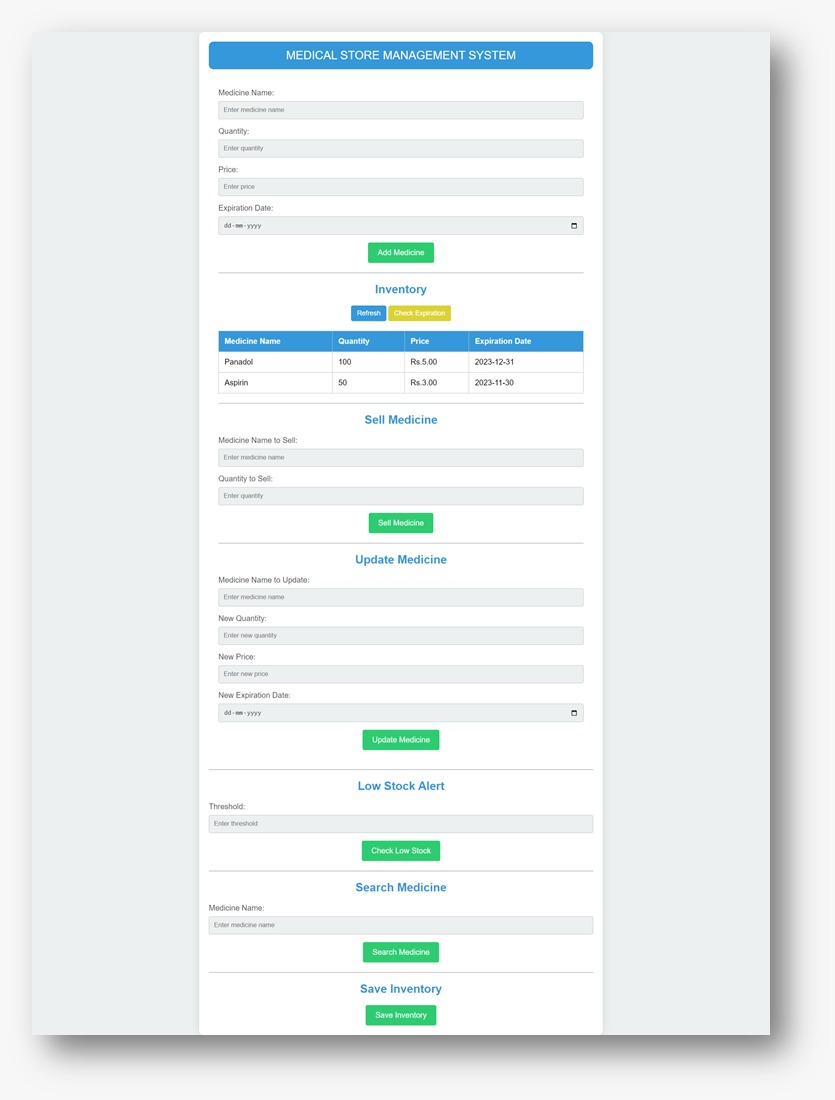 MEDICAL STORE MANAGEMENT SYSTEM
Medicine Name:
Enter medicine name
Quantity:
Enter quantity
Price:
Enter price
Expiration Date:
dd-mm-yyyy
Add Medicine
Inventory
Refresh Check Expiration
Medicine Name Quantity Price Expiration Date
Panadol 100 Rs.5.00 2023-12-31
Aspirin 50 Rs.3.00 2023-11-30
Sell Medicine
Medicine Name to Sell:
Enter medicine name
Quantity to Sell:
Enter quantity
Sell Medicine
Update Medicine
Medicine Name to Update:
Enter medicine name
New Quantity:
Enter new quantity
New Price:
Enter new price
New Expiration Date:
dd-mm-yyyy
Update Medicine
Low Stock Alert
Threshold:
Enter threshold
Check Low Stock
Search Medicine
Medicine Name:
Enter medicine name
Search Medicine
Save Inventory
Save Inventory